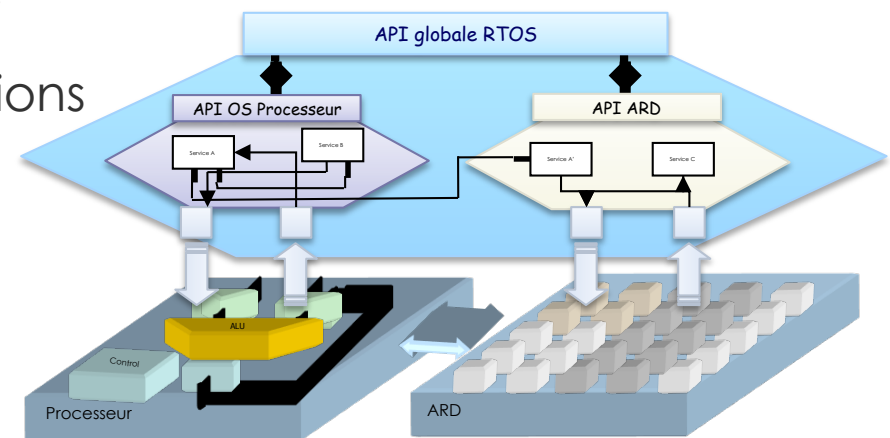 API globale RTOS
ions
API OS Processeur
API ARD
Service A
Service B
Service A'
Service C
ALU
Control
Processeur
ARD